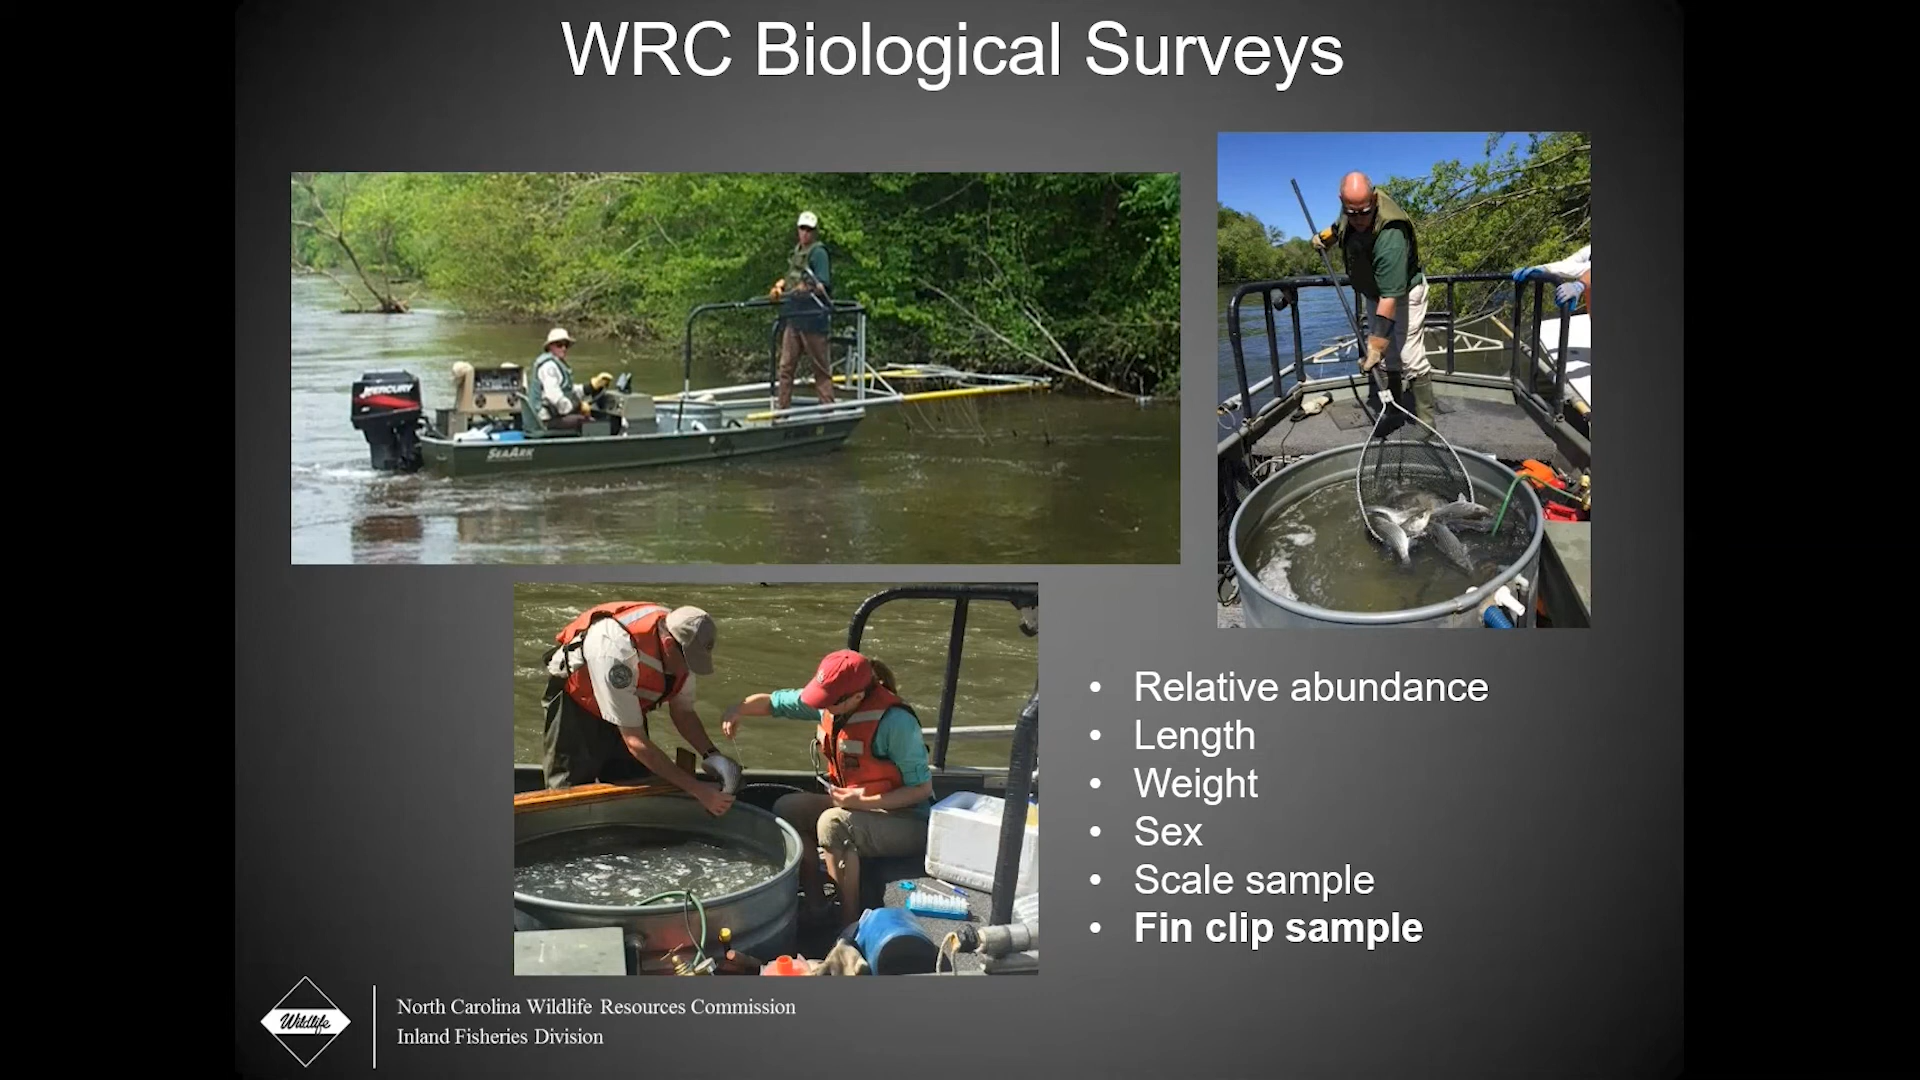 WRC Biological Surveys
MERCURY
SEAARK
• Relative abundance
• Length
• Weight
• Sex
• Scale sample
• Fin clip sample
Wildlife
North Carolina Wildlife Resources Commission
Inland Fisheries Division